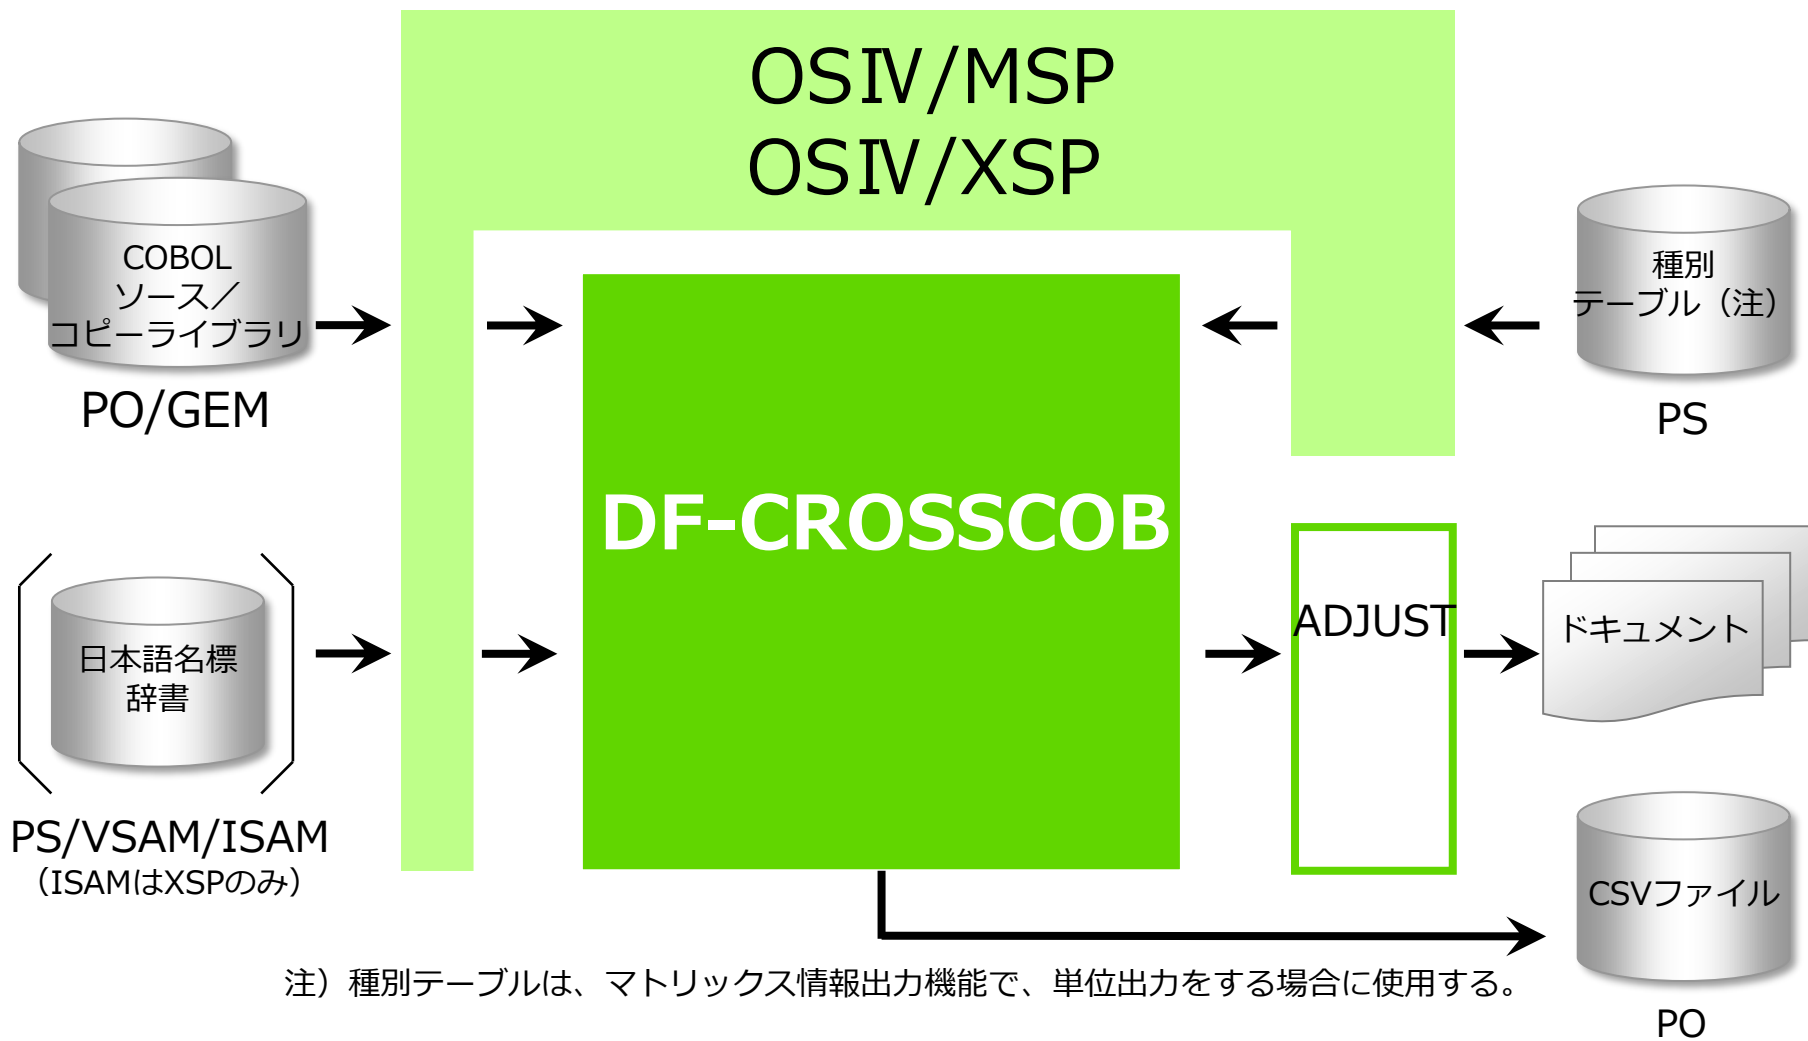 OSⅣ/MSP
OSⅣ/XSP
COBOL
ソース／
コピーライブラリ
PO/GEM
種別
テーブル（注）
PS
DF-CROSSCOB
日本語名標
辞書
PS/VSAM/ISAM
（ISAMはXSPのみ）
ADJUST
ドキュメント
CSVファイル
PO
注）種別テーブルは、マトリックス情報出力機能で、単位出力をする場合に使用する。